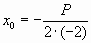 x₀ = -P/(2·(-2))